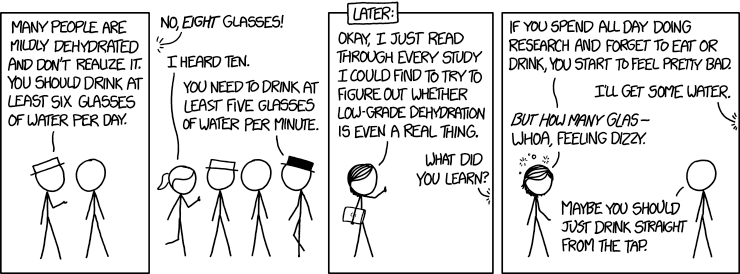 MANY PEOPLE ARE
MILDLY DEHYDRATED
AND DON'T REALIZE IT.
YOU SHOULD DRINK AT
LEAST SIX GLASSES
OF WATER PER DAY.
NO, EIGHT GLASSES!
I HEARD TEN.
YOU NEED TO DRINK AT
LEAST FIVE GLASSES
OF WATER PER MINUTE.
LATER:
OKAY, I JUST READ
THROUGH EVERY STUDY
I COULD FIND TO TRY TO
FIGURE OUT WHETHER
LOW-GRADE DEHYDRATION
IS EVEN A REAL THING.
WHAT DID
YOU LEARN?
IF YOU SPEND ALL DAY DOING
RESEARCH AND FORGET TO EAT OR
DRINK, YOU START TO FEEL PRETTY BAD.
I'LL GET SOME WATER.
BUT HOW MANY GLAS—
WHOA, FEELING DIZZY.
MAYBE YOU SHOULD
JUST DRINK STRAIGHT
FROM THE TAP.